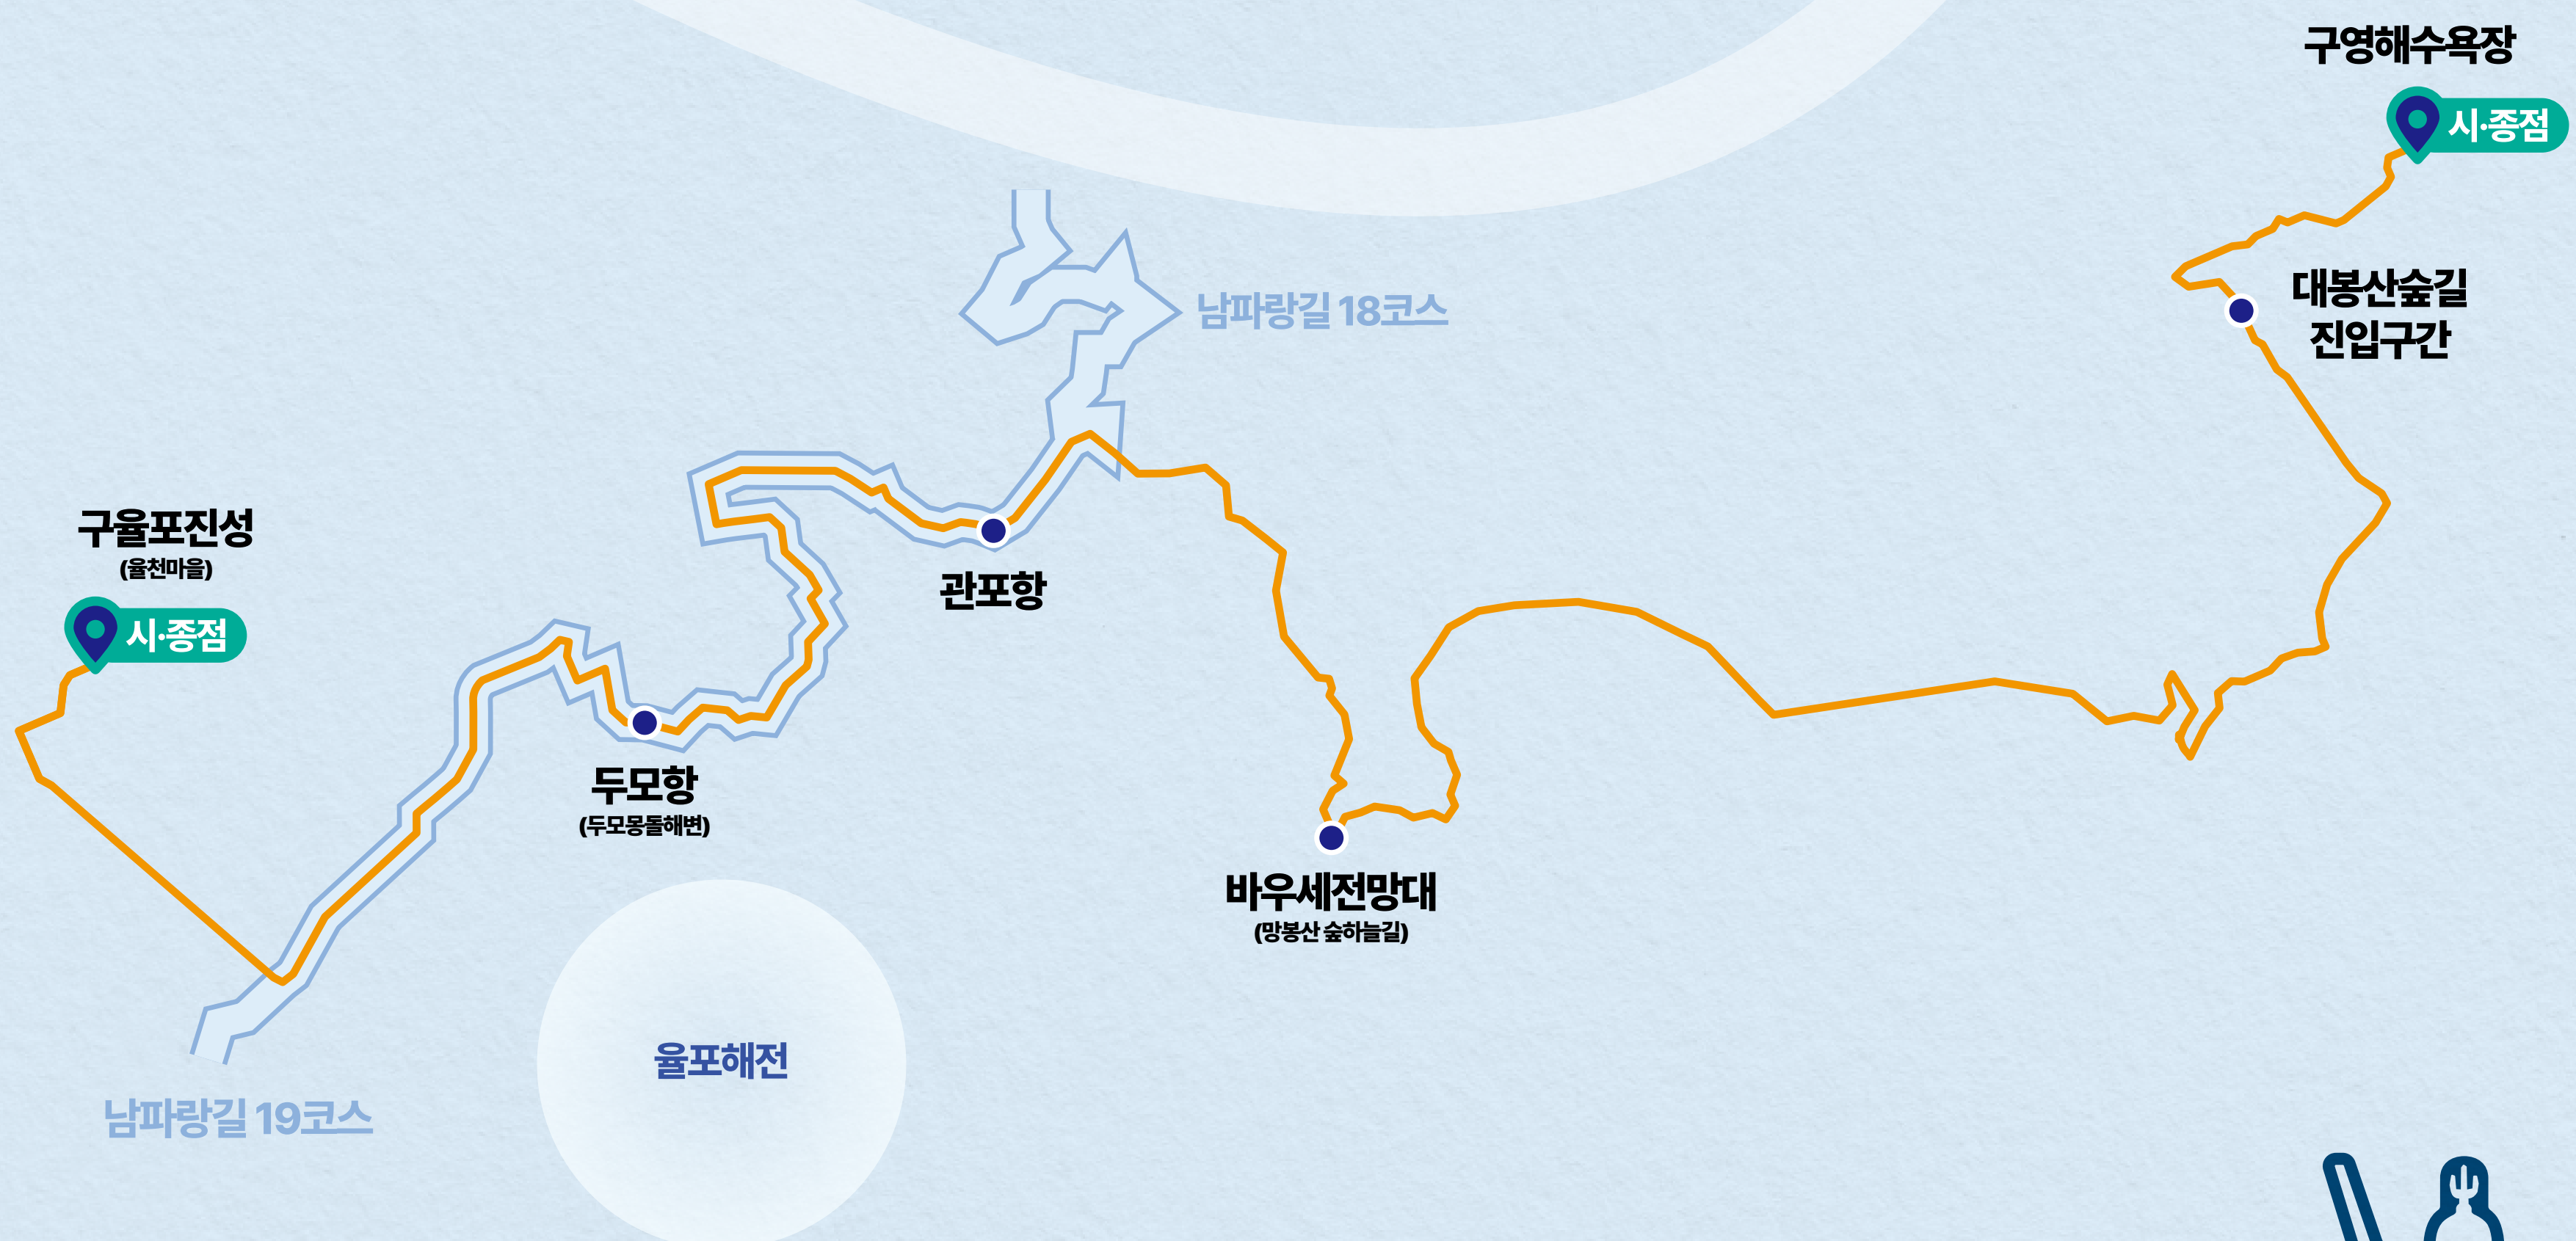 구영해수욕장
시·종점
대봉산숲길
진입구간
남파랑길 18코스
구율포진성
(율천마을)
시·종점
관포항
두모항
(두모몽돌해변)
바우세전망대
(망봉산 숲하늘길)
율포해전
남파랑길 19코스